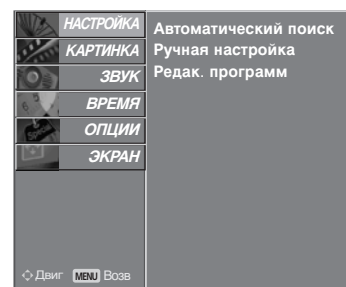 НАСТРОЙКА
КАРТИНКА
ЗВУК
ВРЕМЯ
ОПЦИИ
ЭКРАН
Автоматический поиск
Ручная настройка
Редак. программ
Двиг MENU Возв